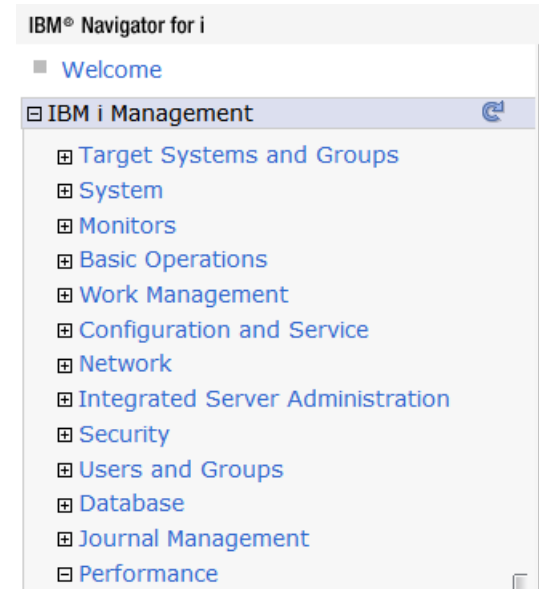 IBM® Navigator for i
Welcome
IBM i Management
Target Systems and Groups
System
Monitors
Basic Operations
Work Management
Configuration and Service
Network
Integrated Server Administration
Security
Users and Groups
Database
Journal Management
Performance